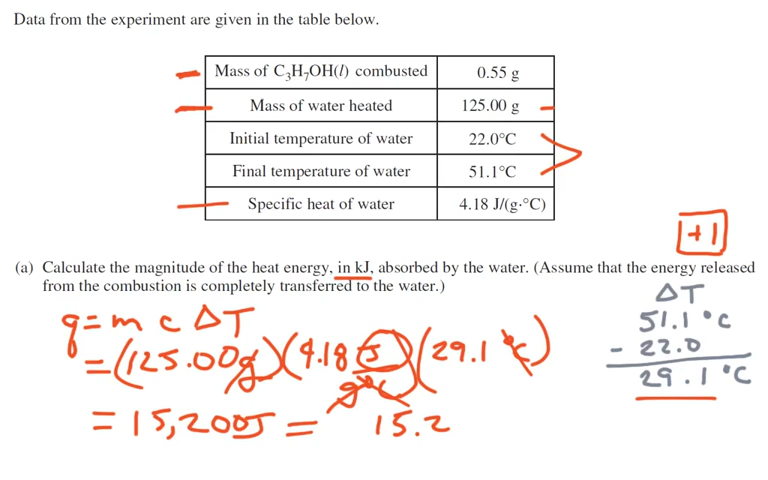 Data from the experiment are given in the table below.
Mass of C₃H₇OH(l) combusted 0.55 g
Mass of water heated 125.00 g
Initial temperature of water 22.0°C
Final temperature of water 51.1°C
Specific heat of water 4.18 J/(g·°C)
+1
(a) Calculate the magnitude of the heat energy, in kJ, absorbed by the water. (Assume that the energy released
from the combustion is completely transferred to the water.)
q = m c ΔT
= (125.00g)(4.18 J/g°C)(29.1 °C)
= 15,200J = 15.2
ΔT
51.1 °C
- 22.0
29.1 °C